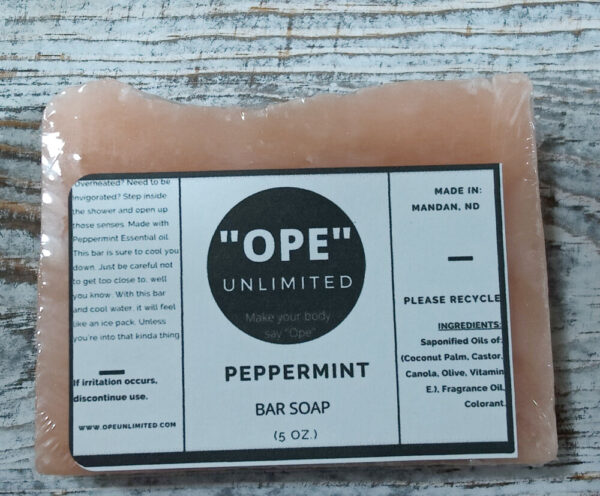 Overheated? Need to be
invigorated? Step inside
the shower and open up
those senses. Made with
Peppermint Essential oil.
This bar is sure to cool you
down. Just be careful not
to get too close to, well
you know. With this bar
and cool water, it will feel
like an ice pack. Unless
you're into that kinda thing
If irritation occurs,
discontinue use.
WWW.OPEUNLIMITED.COM
"OPE"
UNLIMITED
Make your body
say "Ope"
PEPPERMINT
BAR SOAP
(5 OZ.)
MADE IN:
MANDAN, ND
PLEASE RECYCLE
INGREDIENTS:
Saponified Oils of:
(Coconut Palm, Castor,
Canola, Olive, Vitamin
E.), Fragrance Oil,
Colorant.